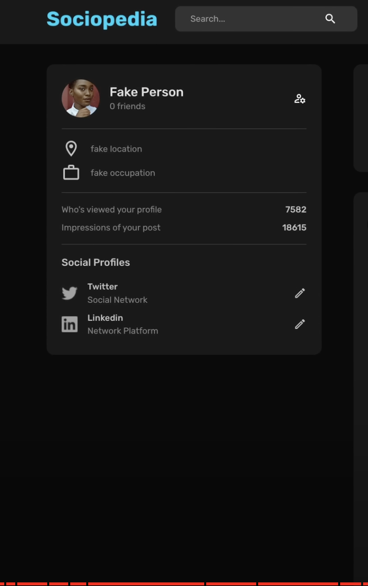 Sociopedia
Search...
Fake Person
0 friends
fake location
fake occupation
Who's viewed your profile 7582
Impressions of your post 18615
Social Profiles
Twitter
Social Network
Linkedin
Network Platform